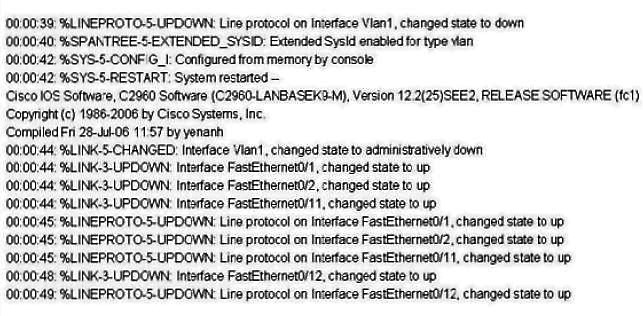 00:00:39: %LINEPROTO-5-UPDOWN: Line protocol on Interface Vlan1, changed state to down
00:00:40: %SPANTREE-5-EXTENDED_SYSID: Extended SysId enabled for type vlan
00:00:42: %SYS-5-CONFIG_I: Configured from memory by console
00:00:42: %SYS-5-RESTART: System restarted --
Cisco IOS Software, C2960 Software (C2960-LANBASEK9-M), Version 12.2(25)SEE2, RELEASE SOFTWARE (fc1)
Copyright (c) 1986-2006 by Cisco Systems, Inc.
Compiled Fri 28-Jul-06 11:57 by yenanh
00:00:44: %LINK-5-CHANGED: Interface Vlan1, changed state to administratively down
00:00:44: %LINK-3-UPDOWN: Interface FastEthernet0/1, changed state to up
00:00:44: %LINK-3-UPDOWN: Interface FastEthernet0/2, changed state to up
00:00:44: %LINK-3-UPDOWN: Interface FastEthernet0/11, changed state to up
00:00:45: %LINEPROTO-5-UPDOWN: Line protocol on Interface FastEthernet0/1, changed state to up
00:00:45: %LINEPROTO-5-UPDOWN: Line protocol on Interface FastEthernet0/2, changed state to up
00:00:45: %LINEPROTO-5-UPDOWN: Line protocol on Interface FastEthernet0/11, changed state to up
00:00:48: %LINK-3-UPDOWN: Interface FastEthernet0/12, changed state to up
00:00:49: %LINEPROTO-5-UPDOWN: Line protocol on Interface FastEthernet0/12, changed state to up